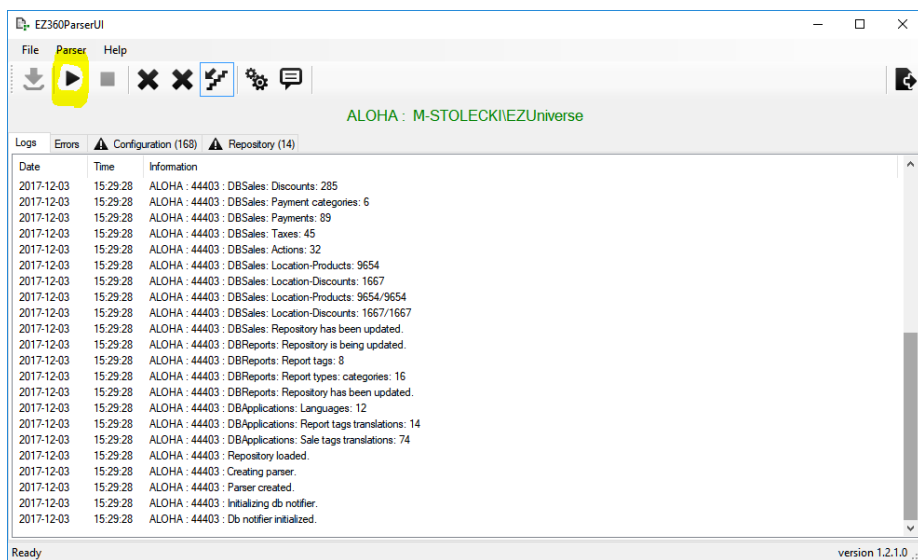 EZ360ParserUI
File Parser Help
ALOHA : M-STOLECKI\EZUniverse
Logs Errors Configuration (168) Repository (14)
Date Time Information
2017-12-03 15:29:28 ALOHA : 44403 : DBSales: Discounts: 285
2017-12-03 15:29:28 ALOHA : 44403 : DBSales: Payment categories: 6
2017-12-03 15:29:28 ALOHA : 44403 : DBSales: Payments: 89
2017-12-03 15:29:28 ALOHA : 44403 : DBSales: Taxes: 45
2017-12-03 15:29:28 ALOHA : 44403 : DBSales: Actions: 32
2017-12-03 15:29:28 ALOHA : 44403 : DBSales: Location-Products: 9654
2017-12-03 15:29:28 ALOHA : 44403 : DBSales: Location-Discounts: 1667
2017-12-03 15:29:28 ALOHA : 44403 : DBSales: Location-Products: 9654/9654
2017-12-03 15:29:28 ALOHA : 44403 : DBSales: Location-Discounts: 1667/1667
2017-12-03 15:29:28 ALOHA : 44403 : DBSales: Repository has been updated.
2017-12-03 15:29:28 ALOHA : 44403 : DBReports: Repository is being updated.
2017-12-03 15:29:28 ALOHA : 44403 : DBReports: Report tags: 8
2017-12-03 15:29:28 ALOHA : 44403 : DBReports: Report types: categories: 16
2017-12-03 15:29:28 ALOHA : 44403 : DBReports: Repository has been updated.
2017-12-03 15:29:28 ALOHA : 44403 : DBApplications: Languages: 12
2017-12-03 15:29:28 ALOHA : 44403 : DBApplications: Report tags translations: 14
2017-12-03 15:29:28 ALOHA : 44403 : DBApplications: Sale tags translations: 74
2017-12-03 15:29:28 ALOHA : 44403 : Repository loaded.
2017-12-03 15:29:28 ALOHA : 44403 : Creating parser.
2017-12-03 15:29:28 ALOHA : 44403 : Parser created.
2017-12-03 15:29:28 ALOHA : 44403 : Initializing db notifier.
2017-12-03 15:29:28 ALOHA : 44403 : Db notifier initialized.
Ready version 1.2.1.0